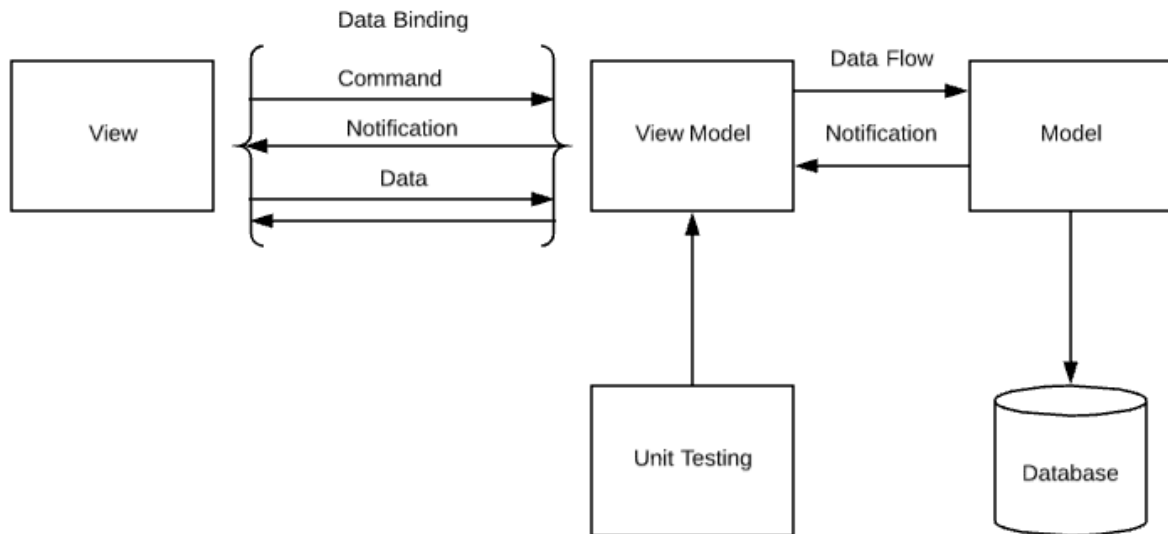 Data Binding
View
Command
Notification
Data
View Model
Data Flow
Notification
Model
Unit Testing
Database